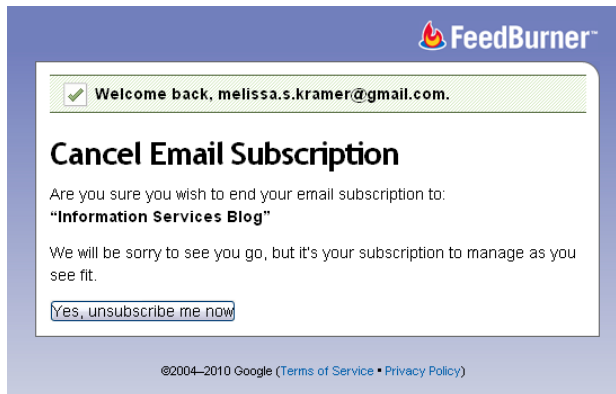 FeedBurner™
Welcome back, melissa.s.kramer@gmail.com.
Cancel Email Subscription
Are you sure you wish to end your email subscription to:
“Information Services Blog”
We will be sorry to see you go, but it's your subscription to manage as you
see fit.
Yes, unsubscribe me now
©2004–2010 Google (Terms of Service • Privacy Policy)